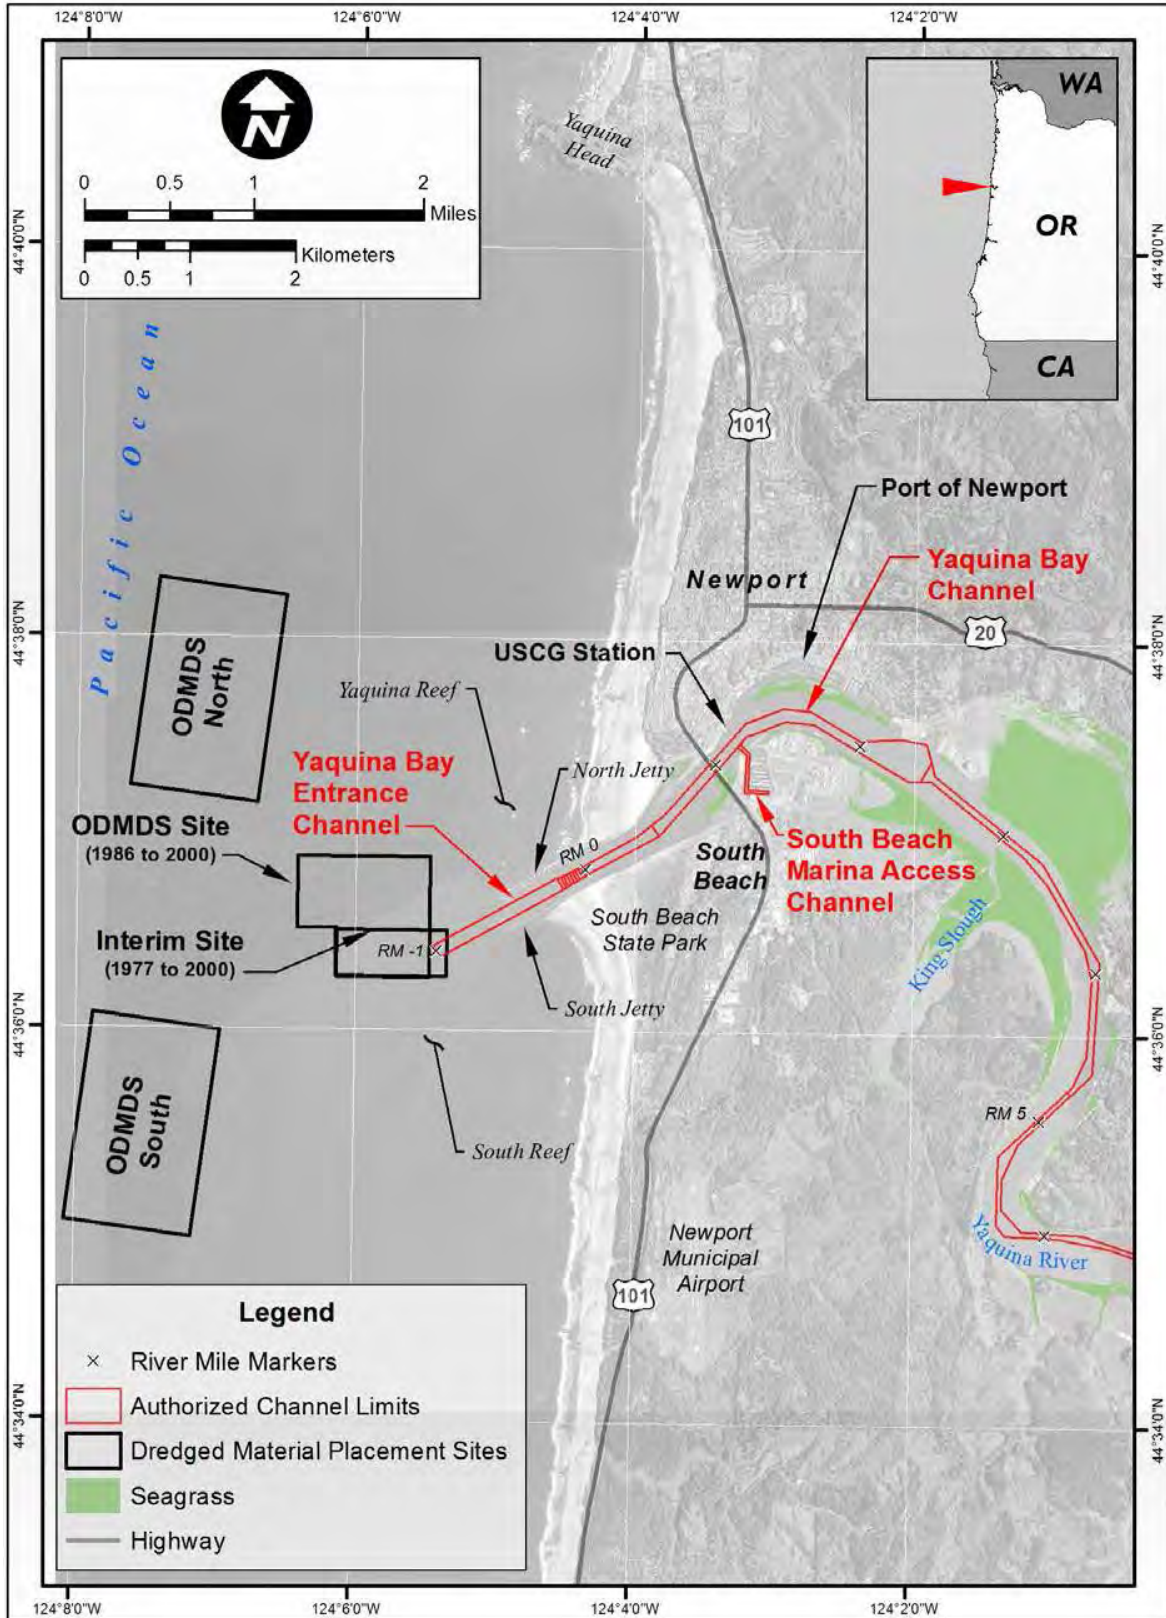 124°8'0"W
124°6'0"W
124°4'0"W
124°2'0"W
N
0
0.5
1
2
Miles
Kilometers
0
0.5
1
2
Yaquina
Head
WA
OR
CA
44°40'0"N
44°40'0"N
Pacific Ocean
101
Port of Newport
Yaquina Bay
Channel
Newport
20
44°38'0"N
44°38'0"N
USCG Station
ODMDS
North
Yaquina Reef
Yaquina Bay
Entrance
Channel
North Jetty
ODMDS Site
(1986 to 2000)
RM 0
South
Beach
South Beach
Marina Access
Channel
South Beach
State Park
Interim Site
(1977 to 2000)
RM -1
King Slough
South Jetty
44°36'0"N
44°36'0"N
ODMDS
South
South Reef
RM 5
Yaquina River
Newport
Municipal
Airport
101
Legend
River Mile Markers
Authorized Channel Limits
Dredged Material Placement Sites
Seagrass
Highway
44°34'0"N
44°34'0"N
124°8'0"W
124°6'0"W
124°4'0"W
124°2'0"W